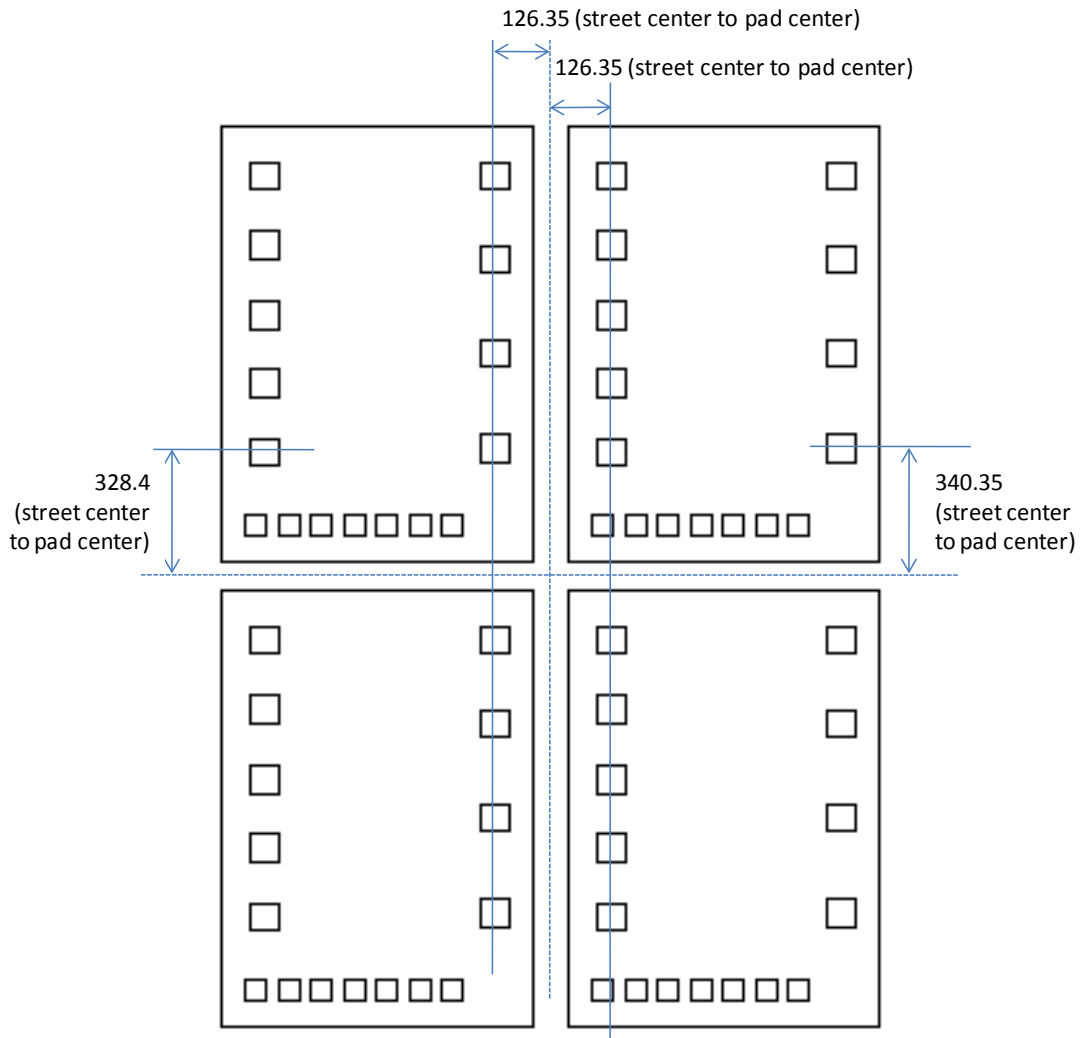 126.35 (street center to pad center)
126.35 (street center to pad center)
328.4
(street center
to pad center)
340.35
(street center
to pad center)